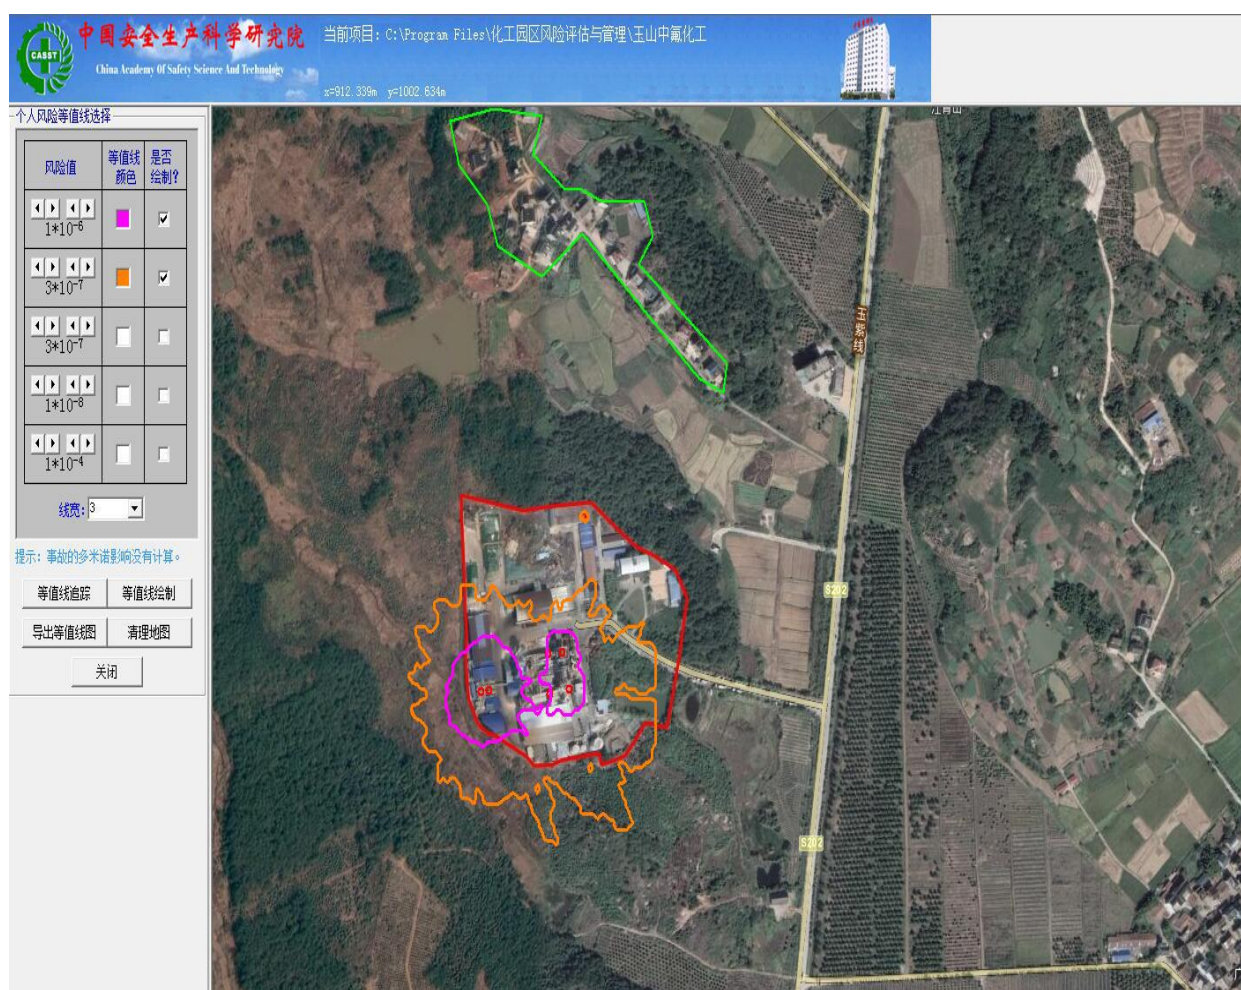 中国安全生产科学研究院
China Academy Of Safety Science And Technology
CASST
当前项目: C:\Program Files\化工园区风险评估与管理\玉山中氟化工
x=912.339m y=1002.634m
个人风险等值线选择
风险值 等值线颜色 是否绘制?
1*10-6
3*10-7
3*10-7
1*10-8
1*10-4
线宽: 3
提示: 事故的多米诺影响没有计算。
等值线追踪 等值线绘制
导出等值线图 清理地图
关闭
玉紫线
S202
S202